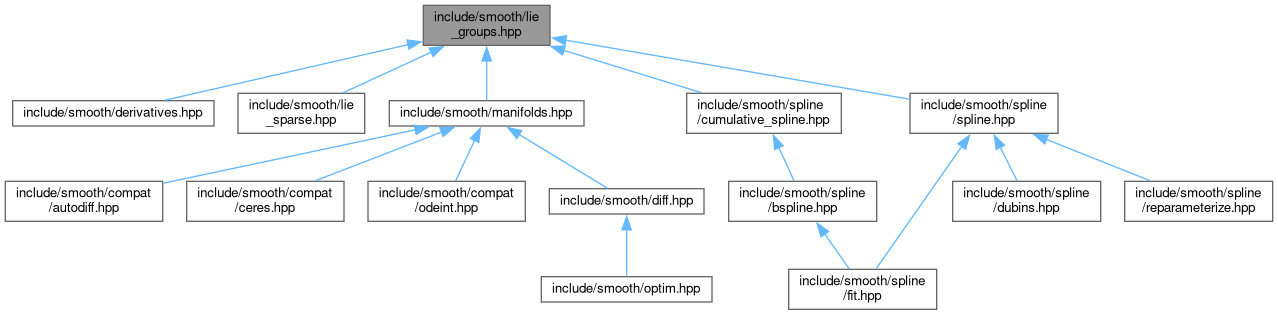 include/smooth/lie
_groups.hpp
include/smooth/derivatives.hpp
include/smooth/lie
_sparse.hpp
include/smooth/manifolds.hpp
include/smooth/spline
/cumulative_spline.hpp
include/smooth/spline
/spline.hpp
include/smooth/compat
/autodiff.hpp
include/smooth/compat
/ceres.hpp
include/smooth/compat
/odeint.hpp
include/smooth/diff.hpp
include/smooth/spline
/bspline.hpp
include/smooth/spline
/dubins.hpp
include/smooth/spline
/reparameterize.hpp
include/smooth/optim.hpp
include/smooth/spline
/fit.hpp